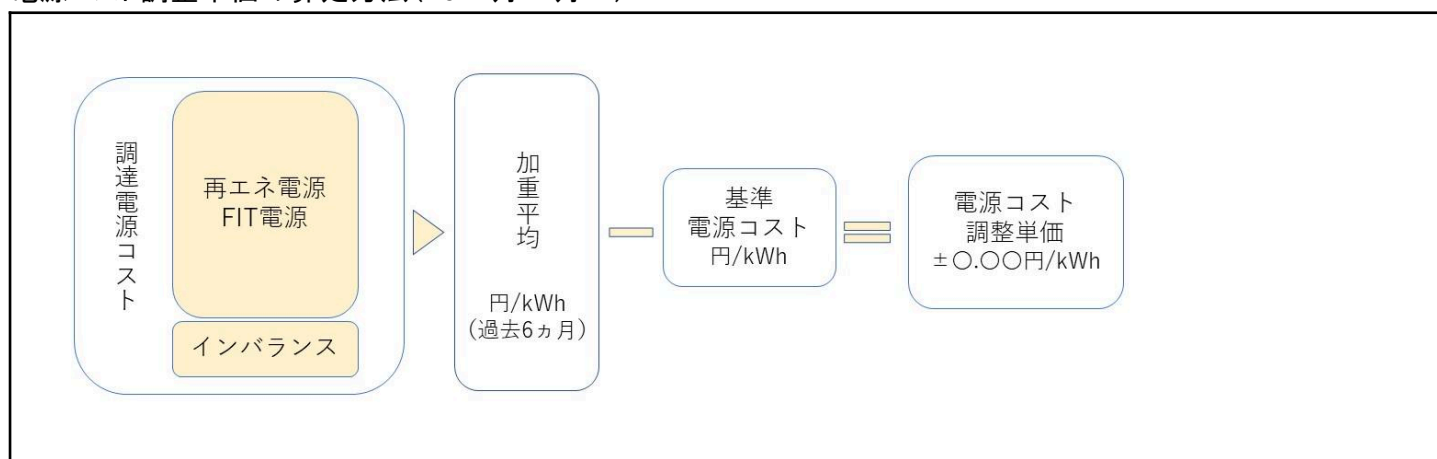 調達電源コスト
再エネ電源
FIT電源
インバランス
加重平均
円/kWh
(過去6ヵ月)
基準
電源コスト
円/kWh
電源コスト
調整単価
±〇.〇〇円/kWh